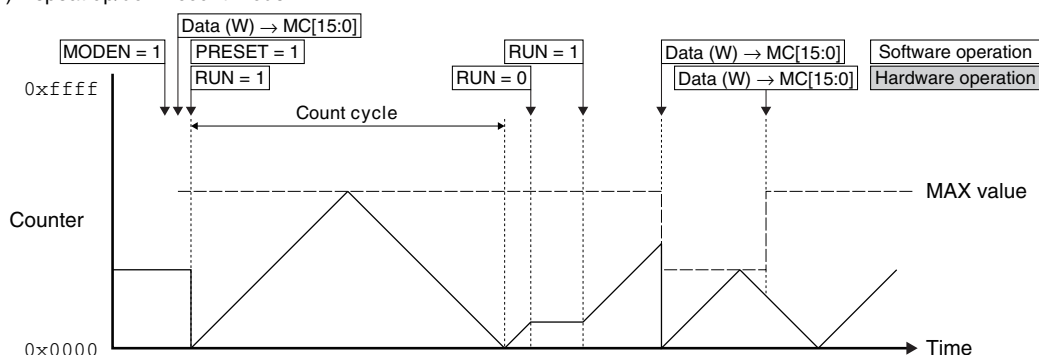 Data (W) → MC[15:0]
MODEN = 1
PRESET = 1
RUN = 1
RUN = 1
RUN = 0
Data (W) → MC[15:0]
Data (W) → MC[15:0]
Software operation
Hardware operation
0xffff
Count cycle
MAX value
Counter
0x0000
Time